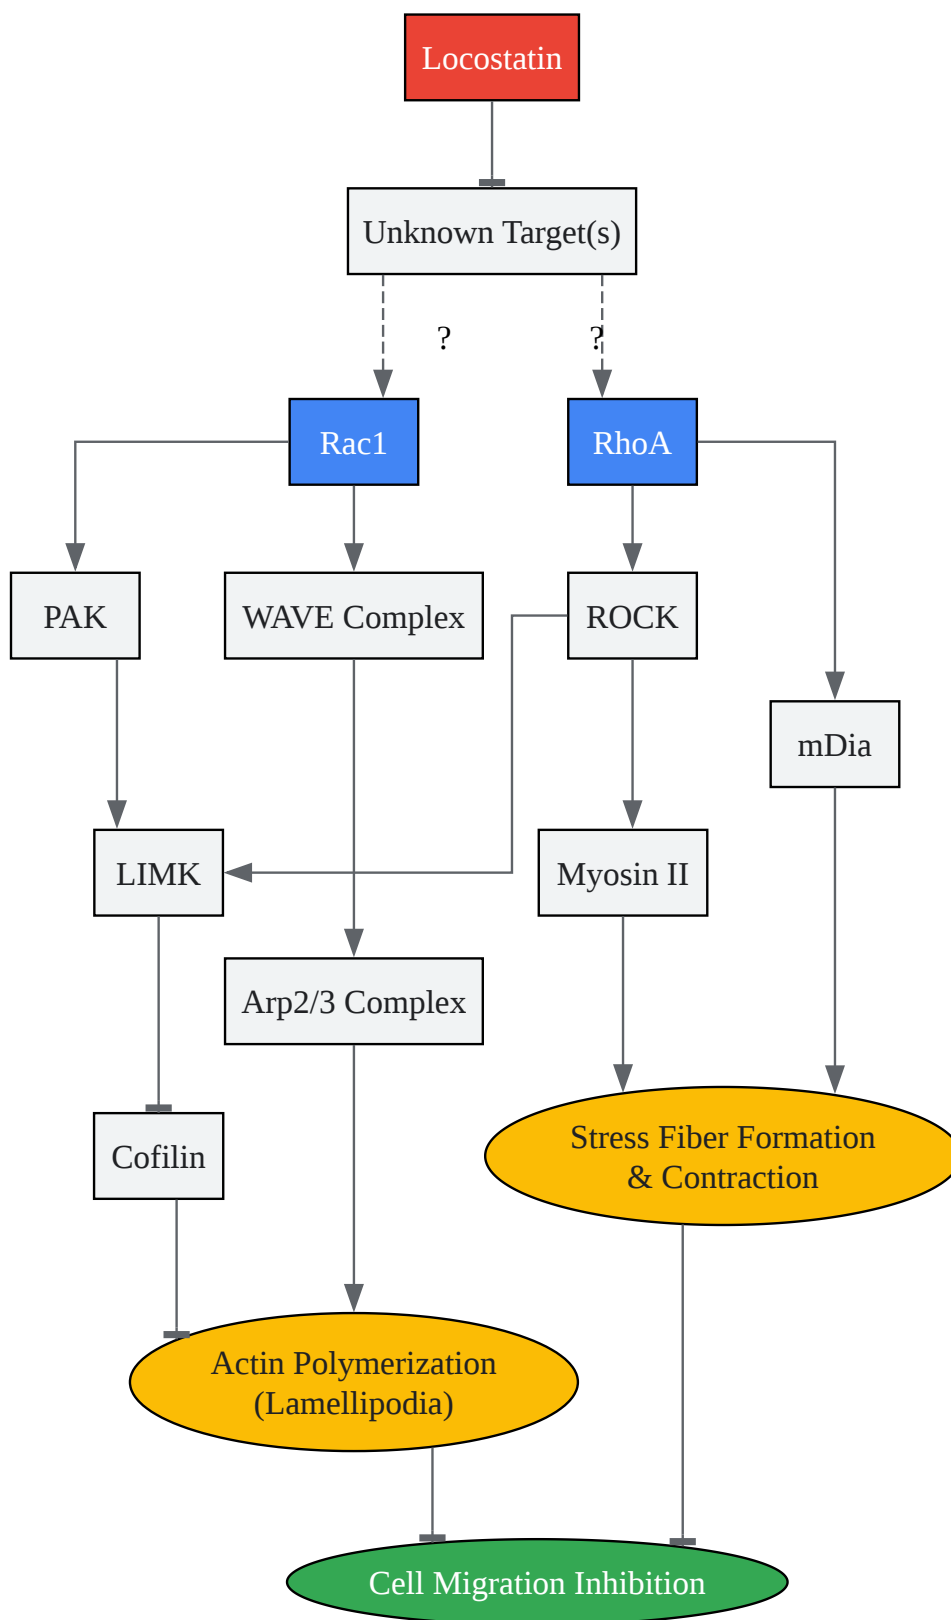 Locostatin
Unknown Target(s)
?
?
Rac1
RhoA
PAK
WAVE Complex
ROCK
mDia
LIMK
Myosin II
Arp2/3 Complex
Cofilin
Stress Fiber Formation
& Contraction
Actin Polymerization
(Lamellipodia)
Cell Migration Inhibition